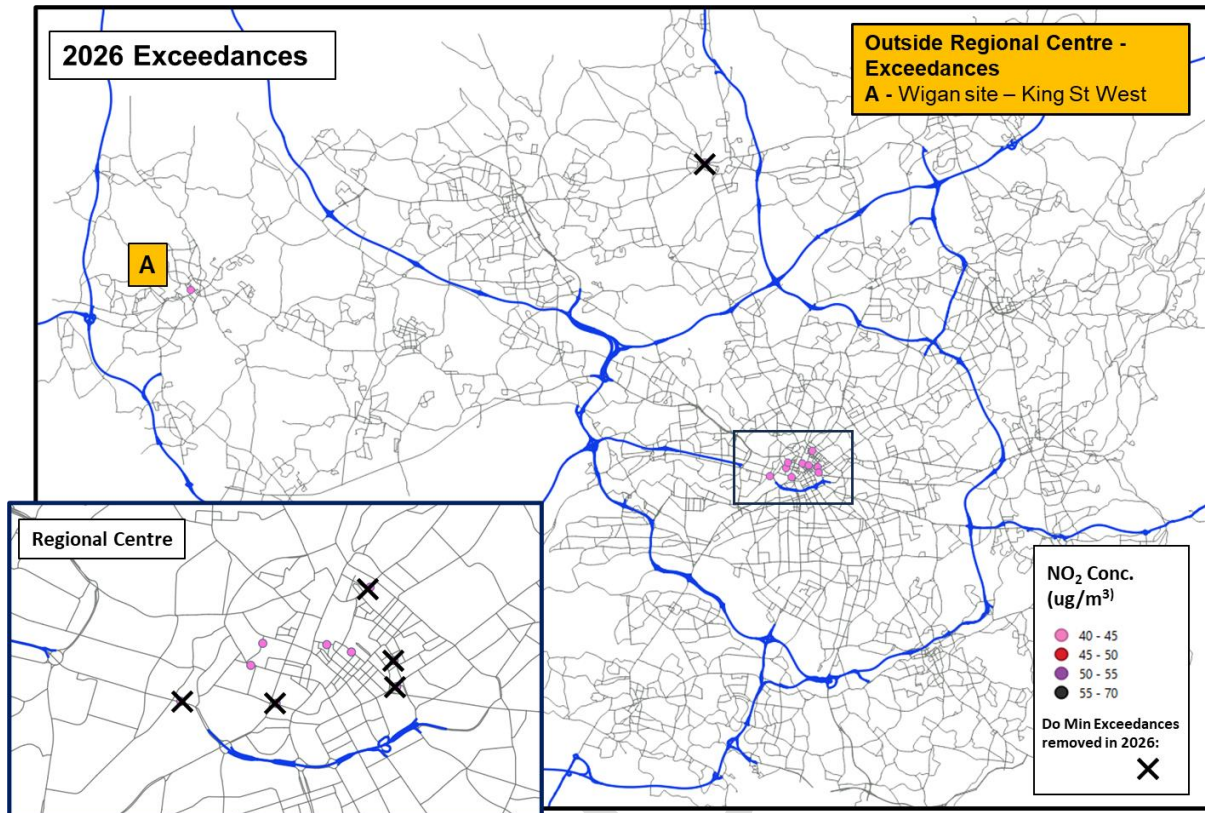 2026 Exceedances
Outside Regional Centre -
Exceedances
A - Wigan site – King St West
A
Regional Centre
NO₂ Conc.
(ug/m³)
40 - 45
45 - 50
50 - 55
55 - 70
Do Min Exceedances
removed in 2026: